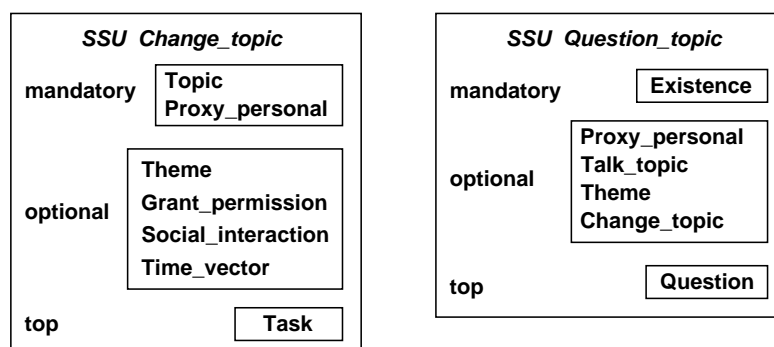 SSU Change_topic
mandatory
Topic
Proxy_personal
optional
Theme
Grant_permission
Social_interaction
Time_vector
top
Task
SSU Question_topic
mandatory
Existence
optional
Proxy_personal
Talk_topic
Theme
Change_topic
top
Question